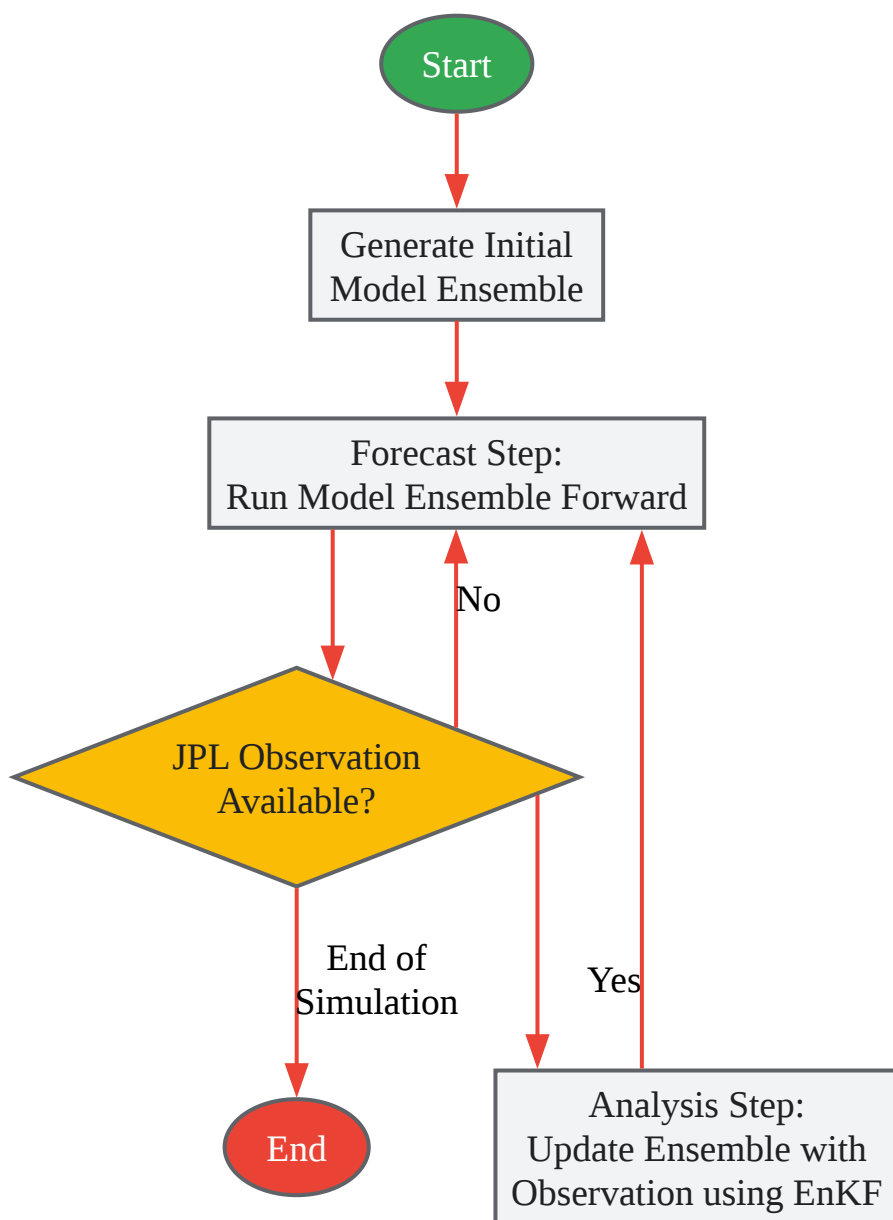 Start
Generate Initial
Model Ensemble
Forecast Step:
Run Model Ensemble Forward
No
JPL Observation
Available?
End of
Simulation
Yes
Analysis Step:
Update Ensemble with
Observation using EnKF
End